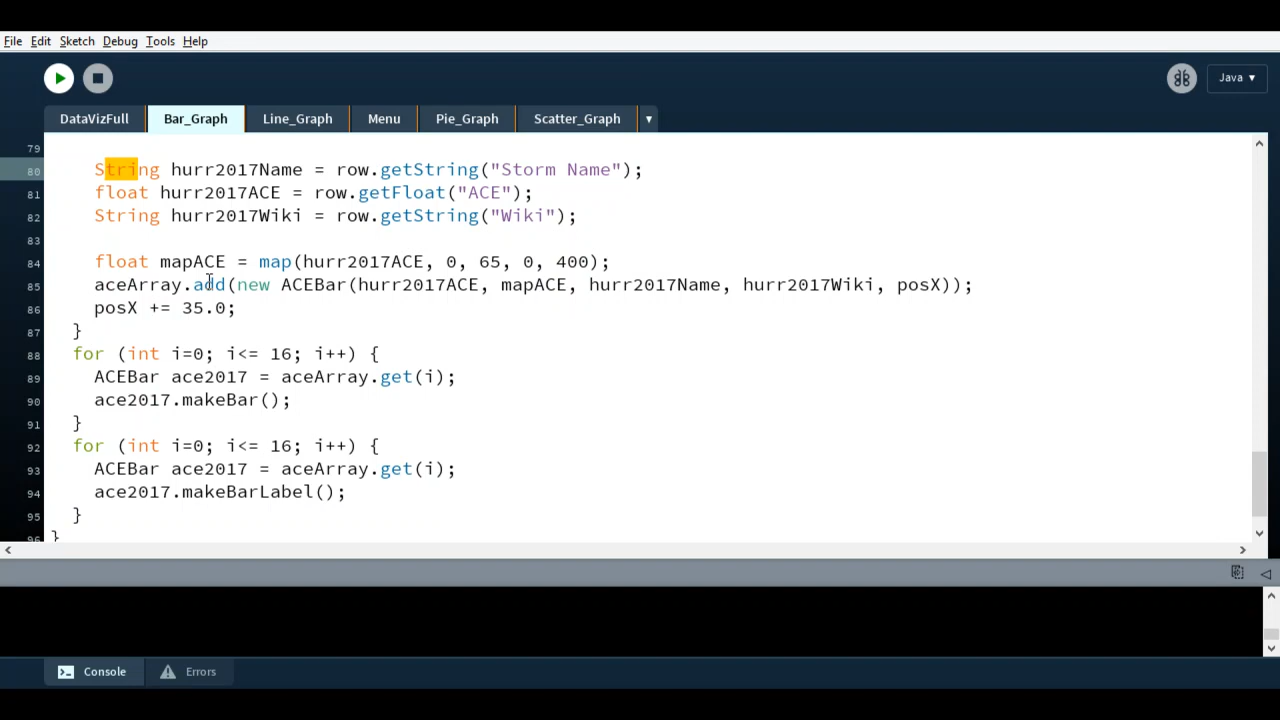 File Edit Sketch Debug Tools Help
Java ▾
DataVizFull Bar_Graph Line_Graph Menu Pie_Graph Scatter_Graph ▾
79
80 String hurr2017Name = row.getString("Storm Name");
81 float hurr2017ACE = row.getFloat("ACE");
82 String hurr2017Wiki = row.getString("Wiki");
83
84 float mapACE = map(hurr2017ACE, 0, 65, 0, 400);
85 aceArray.add(new ACEBar(hurr2017ACE, mapACE, hurr2017Name, hurr2017Wiki, posX));
86 posX += 35.0;
87 }
88 for (int i=0; i<= 16; i++) {
89 ACEBar ace2017 = aceArray.get(i);
90 ace2017.makeBar();
91 }
92 for (int i=0; i<= 16; i++) {
93 ACEBar ace2017 = aceArray.get(i);
94 ace2017.makeBarLabel();
95 }
96 }
Console Errors